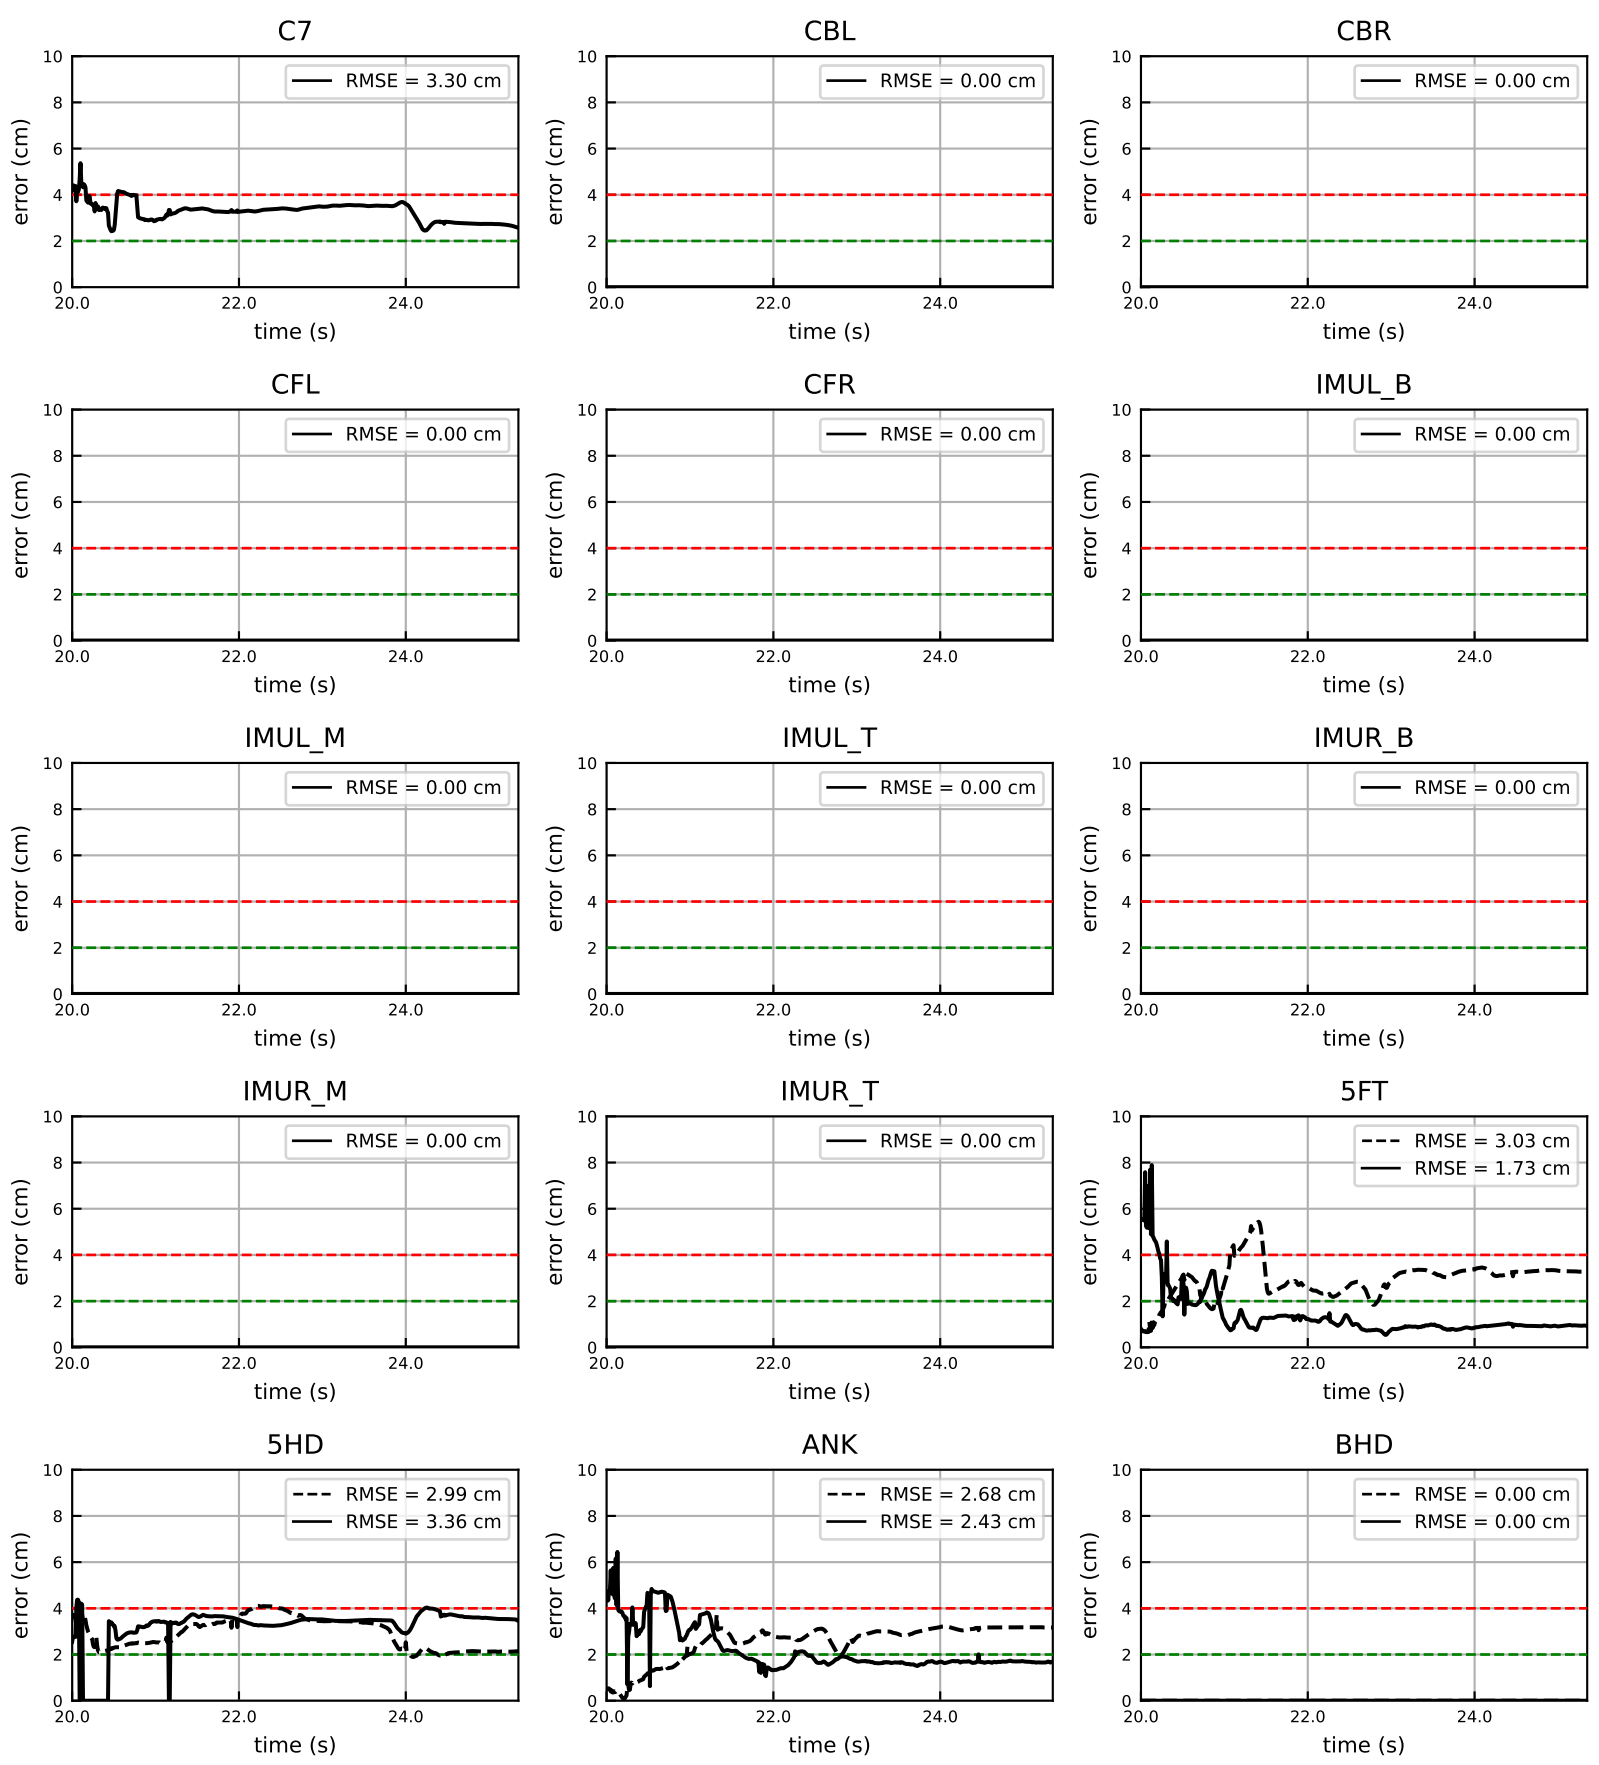 C7 CBL CBR
10 10 10
RMSE = 3.30 cm RMSE = 0.00 cm RMSE = 0.00 cm
8 8 8
error (cm) error (cm) error (cm)
6 6 6
4 4 4
2 2 2
0 0 0
20.0 22.0 24.0 20.0 22.0 24.0 20.0 22.0 24.0
time (s) time (s) time (s)
CFL CFR IMUL_B
10 10 10
RMSE = 0.00 cm RMSE = 0.00 cm RMSE = 0.00 cm
8 8 8
error (cm) error (cm) error (cm)
6 6 6
4 4 4
2 2 2
0 0 0
20.0 22.0 24.0 20.0 22.0 24.0 20.0 22.0 24.0
time (s) time (s) time (s)
IMUL_M IMUL_T IMUR_B
10 10 10
RMSE = 0.00 cm RMSE = 0.00 cm RMSE = 0.00 cm
8 8 8
error (cm) error (cm) error (cm)
6 6 6
4 4 4
2 2 2
0 0 0
20.0 22.0 24.0 20.0 22.0 24.0 20.0 22.0 24.0
time (s) time (s) time (s)
IMUR_M IMUR_T 5FT
10 10 10
RMSE = 0.00 cm RMSE = 0.00 cm RMSE = 3.03 cm
RMSE = 1.73 cm
8 8 8
error (cm) error (cm) error (cm)
6 6 6
4 4 4
2 2 2
0 0 0
20.0 22.0 24.0 20.0 22.0 24.0 20.0 22.0 24.0
time (s) time (s) time (s)
5HD ANK BHD
10 10 10
RMSE = 2.99 cm RMSE = 2.68 cm RMSE = 0.00 cm
RMSE = 3.36 cm RMSE = 2.43 cm RMSE = 0.00 cm
8 8 8
error (cm) error (cm) error (cm)
6 6 6
4 4 4
2 2 2
0 0 0
20.0 22.0 24.0 20.0 22.0 24.0 20.0 22.0 24.0
time (s) time (s) time (s)